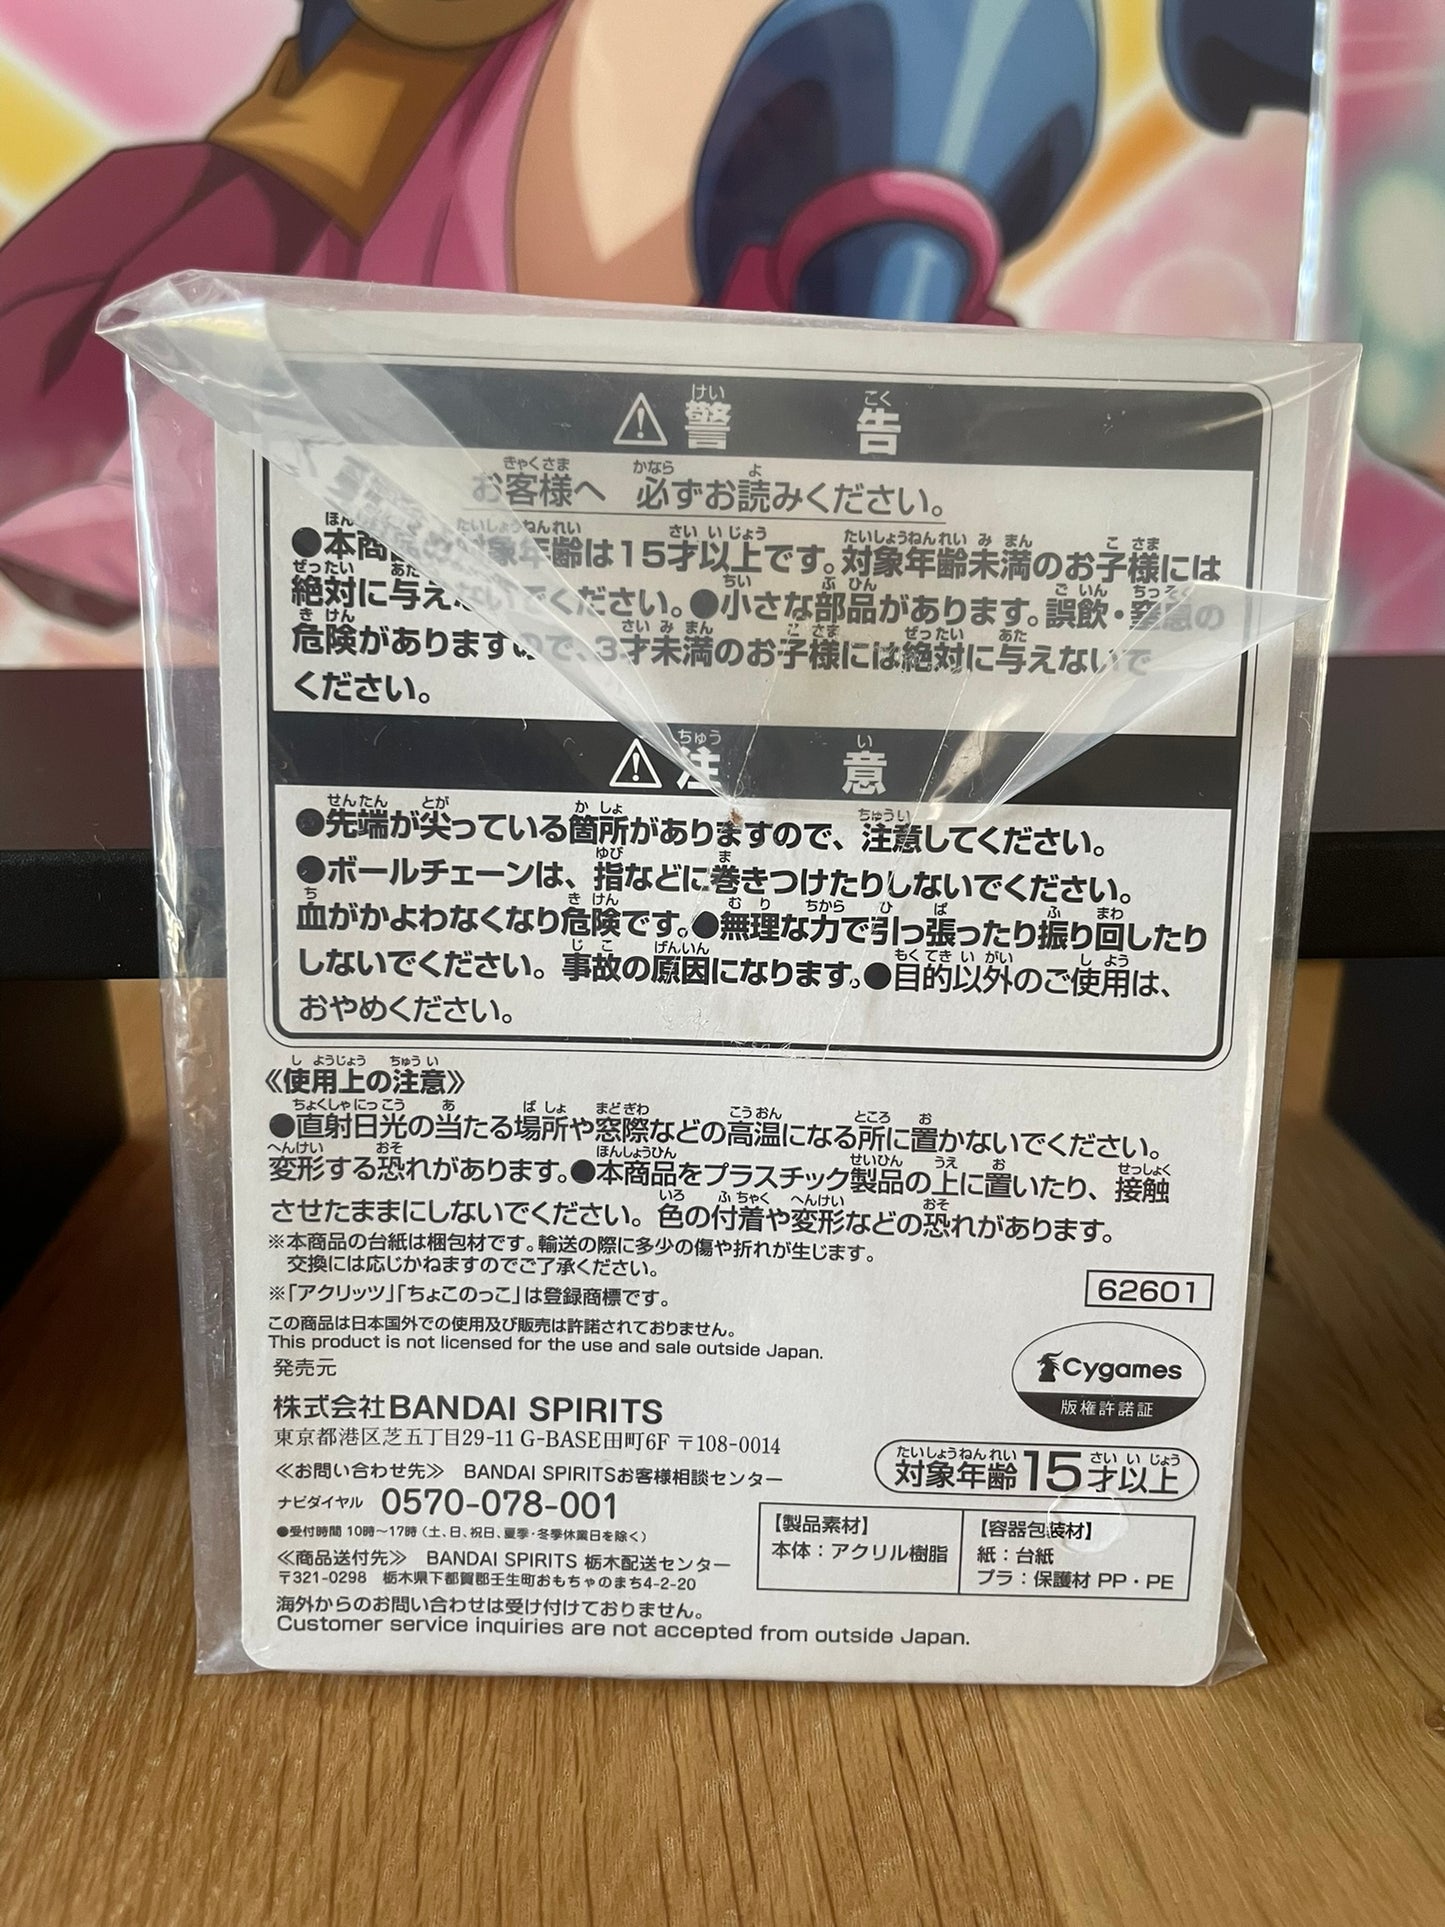 ⚠警告
お客様へ 必ずお読みください。
●本商品の対象年齢は15才以上です。対象年齢未満のお子様には
絶対に与えないでください。●小さな部品があります。誤飲・窒息の
危険がありますので、3才未満のお子様には絶対に与えないで
ください。
⚠注意
●先端が尖っている箇所がありますので、注意してください。
●ボールチェーンは、指などに巻きつけたりしないでください。
血がかよわなくなり危険です。●無理な力で引っ張ったり振り回したり
しないでください。事故の原因になります。●目的以外のご使用は、
おやめください。
《使用上の注意》
●直射日光の当たる場所や窓際などの高温になる所に置かないでください。
変形する恐れがあります。●本商品をプラスチック製品の上に置いたり、接触
させたままにしないでください。色の付着や変形などの恐れがあります。
※本商品の台紙は梱包材です。輸送の際に多少の傷や折れが生じます。
交換には応じかねますのでご了承ください。
※「アクリッツ」「ちょこのっこ」は登録商標です。
62601
この商品は日本国外での使用及び販売は許諾されておりません。
This product is not licensed for the use and sale outside Japan.
発売元
株式会社BANDAI SPIRITS
東京都港区芝五丁目29-11 G-BASE田町6F 〒108-0014
≪お問い合わせ先≫ BANDAI SPIRITSお客様相談センター
ナビダイヤル 0570-078-001
●受付時間 10時〜17時(土、日、祝日、夏季・冬季休業日を除く)
≪商品送付先≫ BANDAI SPIRITS 栃木配送センター
〒321-0298 栃木県下都賀郡壬生町おもちゃのまち4-2-20
海外からのお問い合わせは受け付けておりません。
Customer service inquiries are not accepted from outside Japan.
Cygames
版権許諾証
対象年齢15才以上
【製品素材】
本体：アクリル樹脂
【容器包装材】
紙：台紙
プラ：保護材 PP・PE